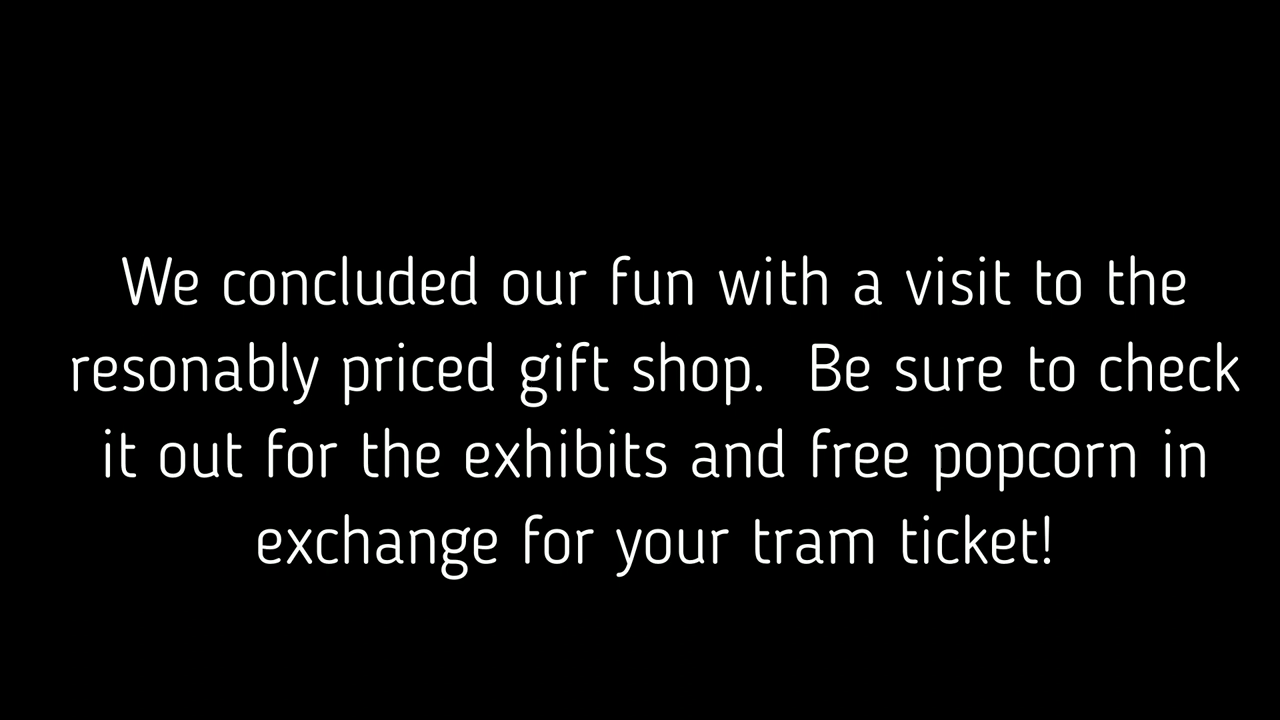 We concluded our fun with a visit to the
resonably priced gift shop.  Be sure to check
it out for the exhibits and free popcorn in
exchange for your tram ticket!